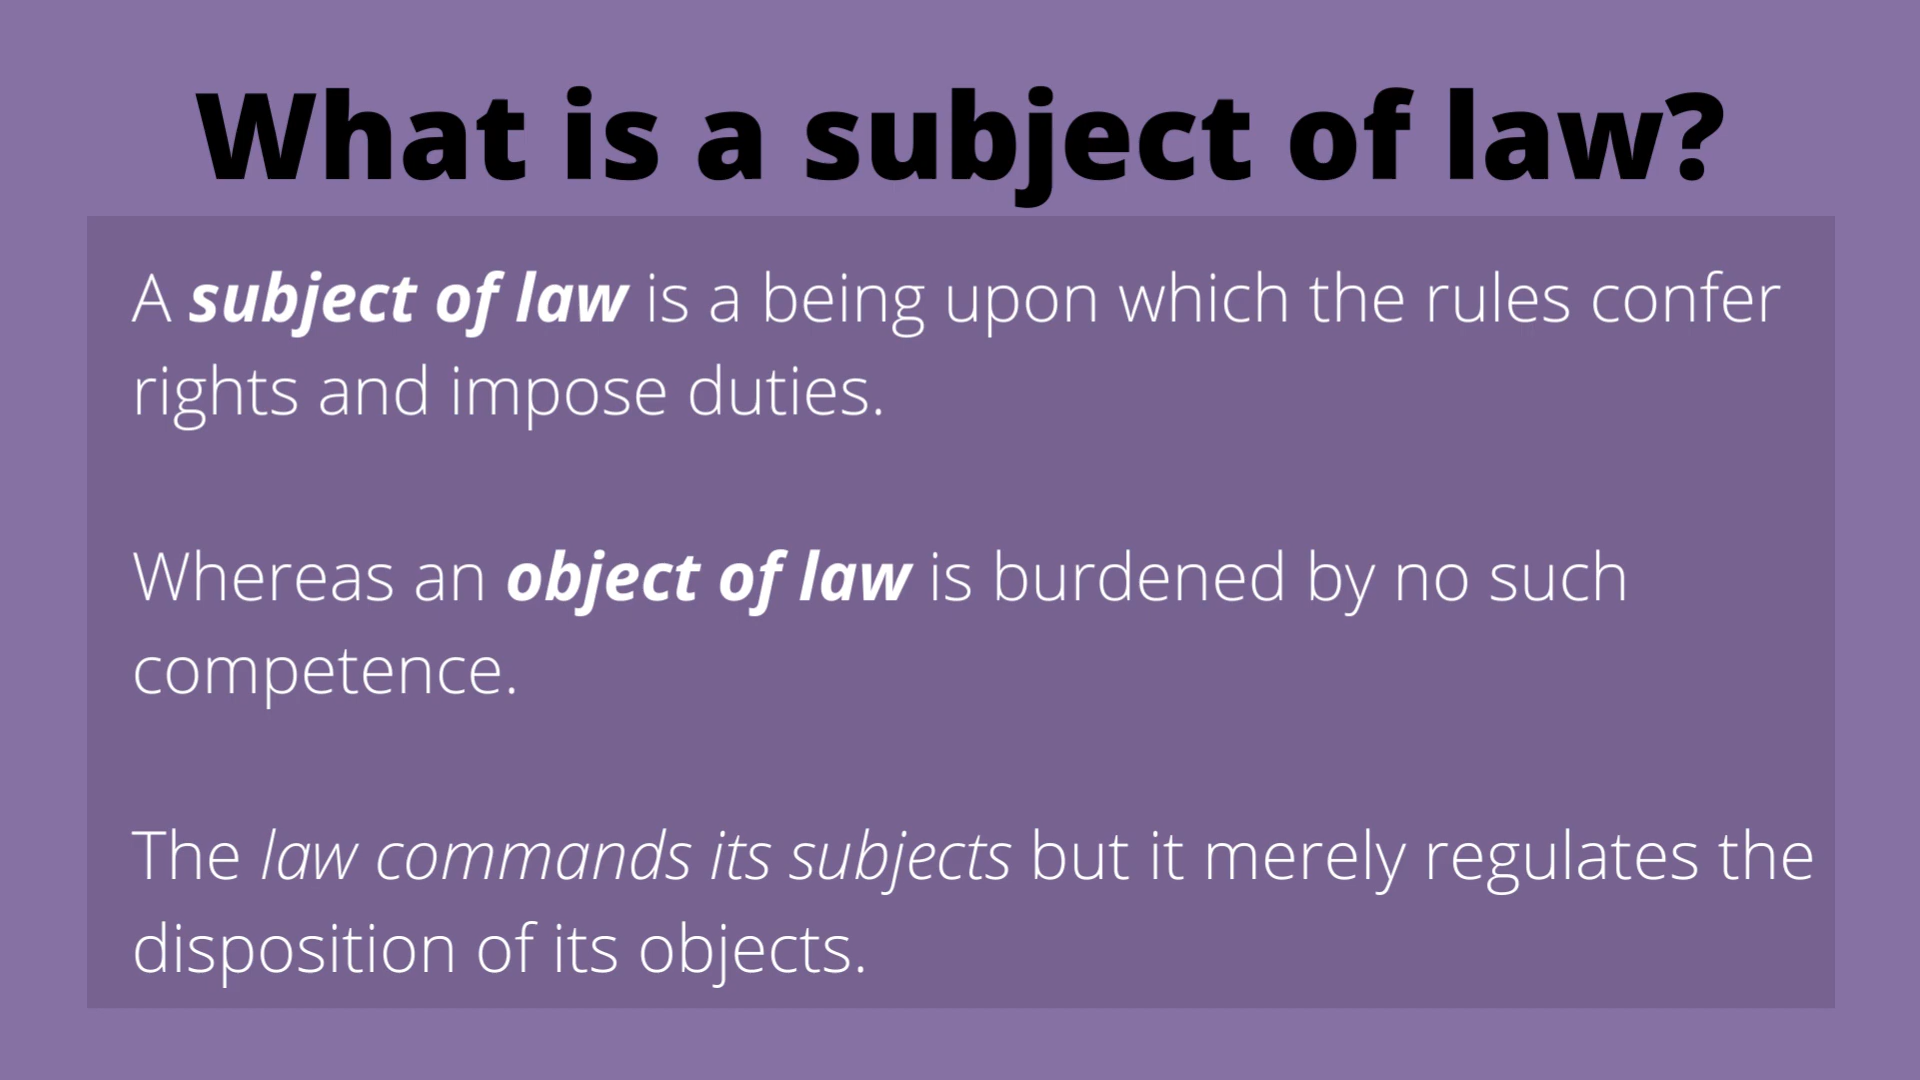 What is a subject of law?
A subject of law is a being upon which the rules confer
rights and impose duties.
Whereas an object of law is burdened by no such
competence.
The law commands its subjects but it merely regulates the
disposition of its objects.